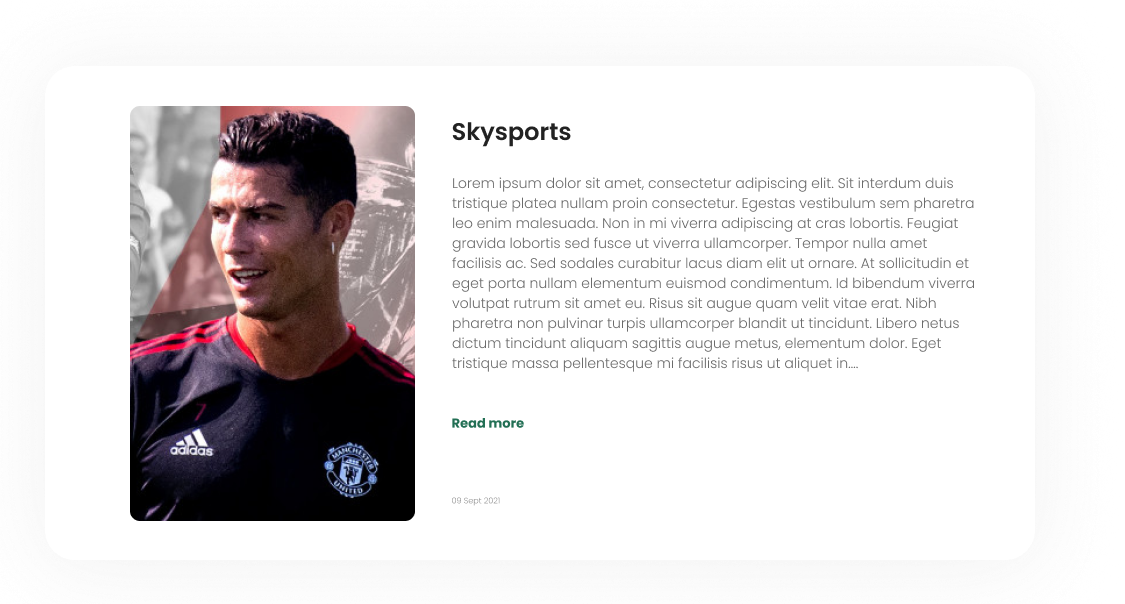 Skysports
Lorem ipsum dolor sit amet, consectetur adipiscing elit. Sit interdum duis
tristique platea nullam proin consectetur. Egestas vestibulum sem pharetra
leo enim malesuada. Non in mi viverra adipiscing at cras lobortis. Feugiat
gravida lobortis sed fusce ut viverra ullamcorper. Tempor nulla amet
facilisis ac. Sed sodales curabitur lacus diam elit ut ornare. At sollicitudin et
eget porta nullam elementum euismod condimentum. Id bibendum viverra
volutpat rutrum sit amet eu. Risus sit augue quam velit vitae erat. Nibh
pharetra non pulvinar turpis ullamcorper blandit ut tincidunt. Libero netus
dictum tincidunt aliquam sagittis augue metus, elementum dolor. Eget
tristique massa pellentesque mi facilisis risus ut aliquet in....
Read more
09 Sept 2021
7
adidas
MANCHESTER
UNITED